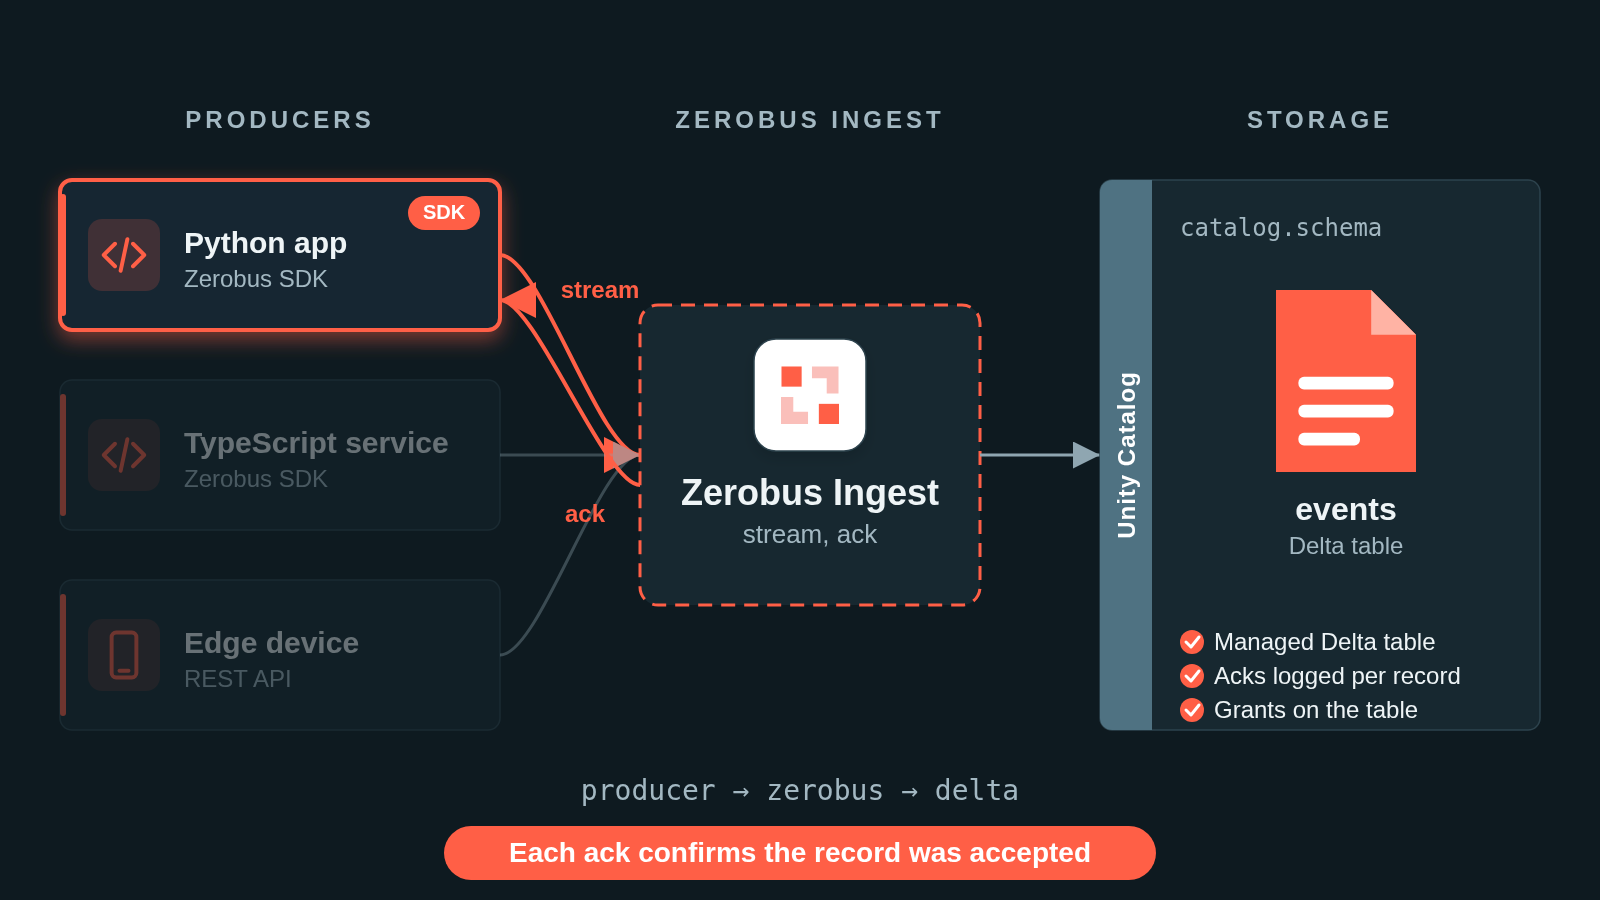 PRODUCERS
ZEROBUS INGEST
STORAGE
SDK
Python app
Zerobus SDK
TypeScript service
Zerobus SDK
Edge device
REST API
stream
ack
Zerobus Ingest
stream, ack
Unity Catalog
catalog.schema
events
Delta table
Managed Delta table
Acks logged per record
Grants on the table
producer → zerobus → delta
Each ack confirms the record was accepted